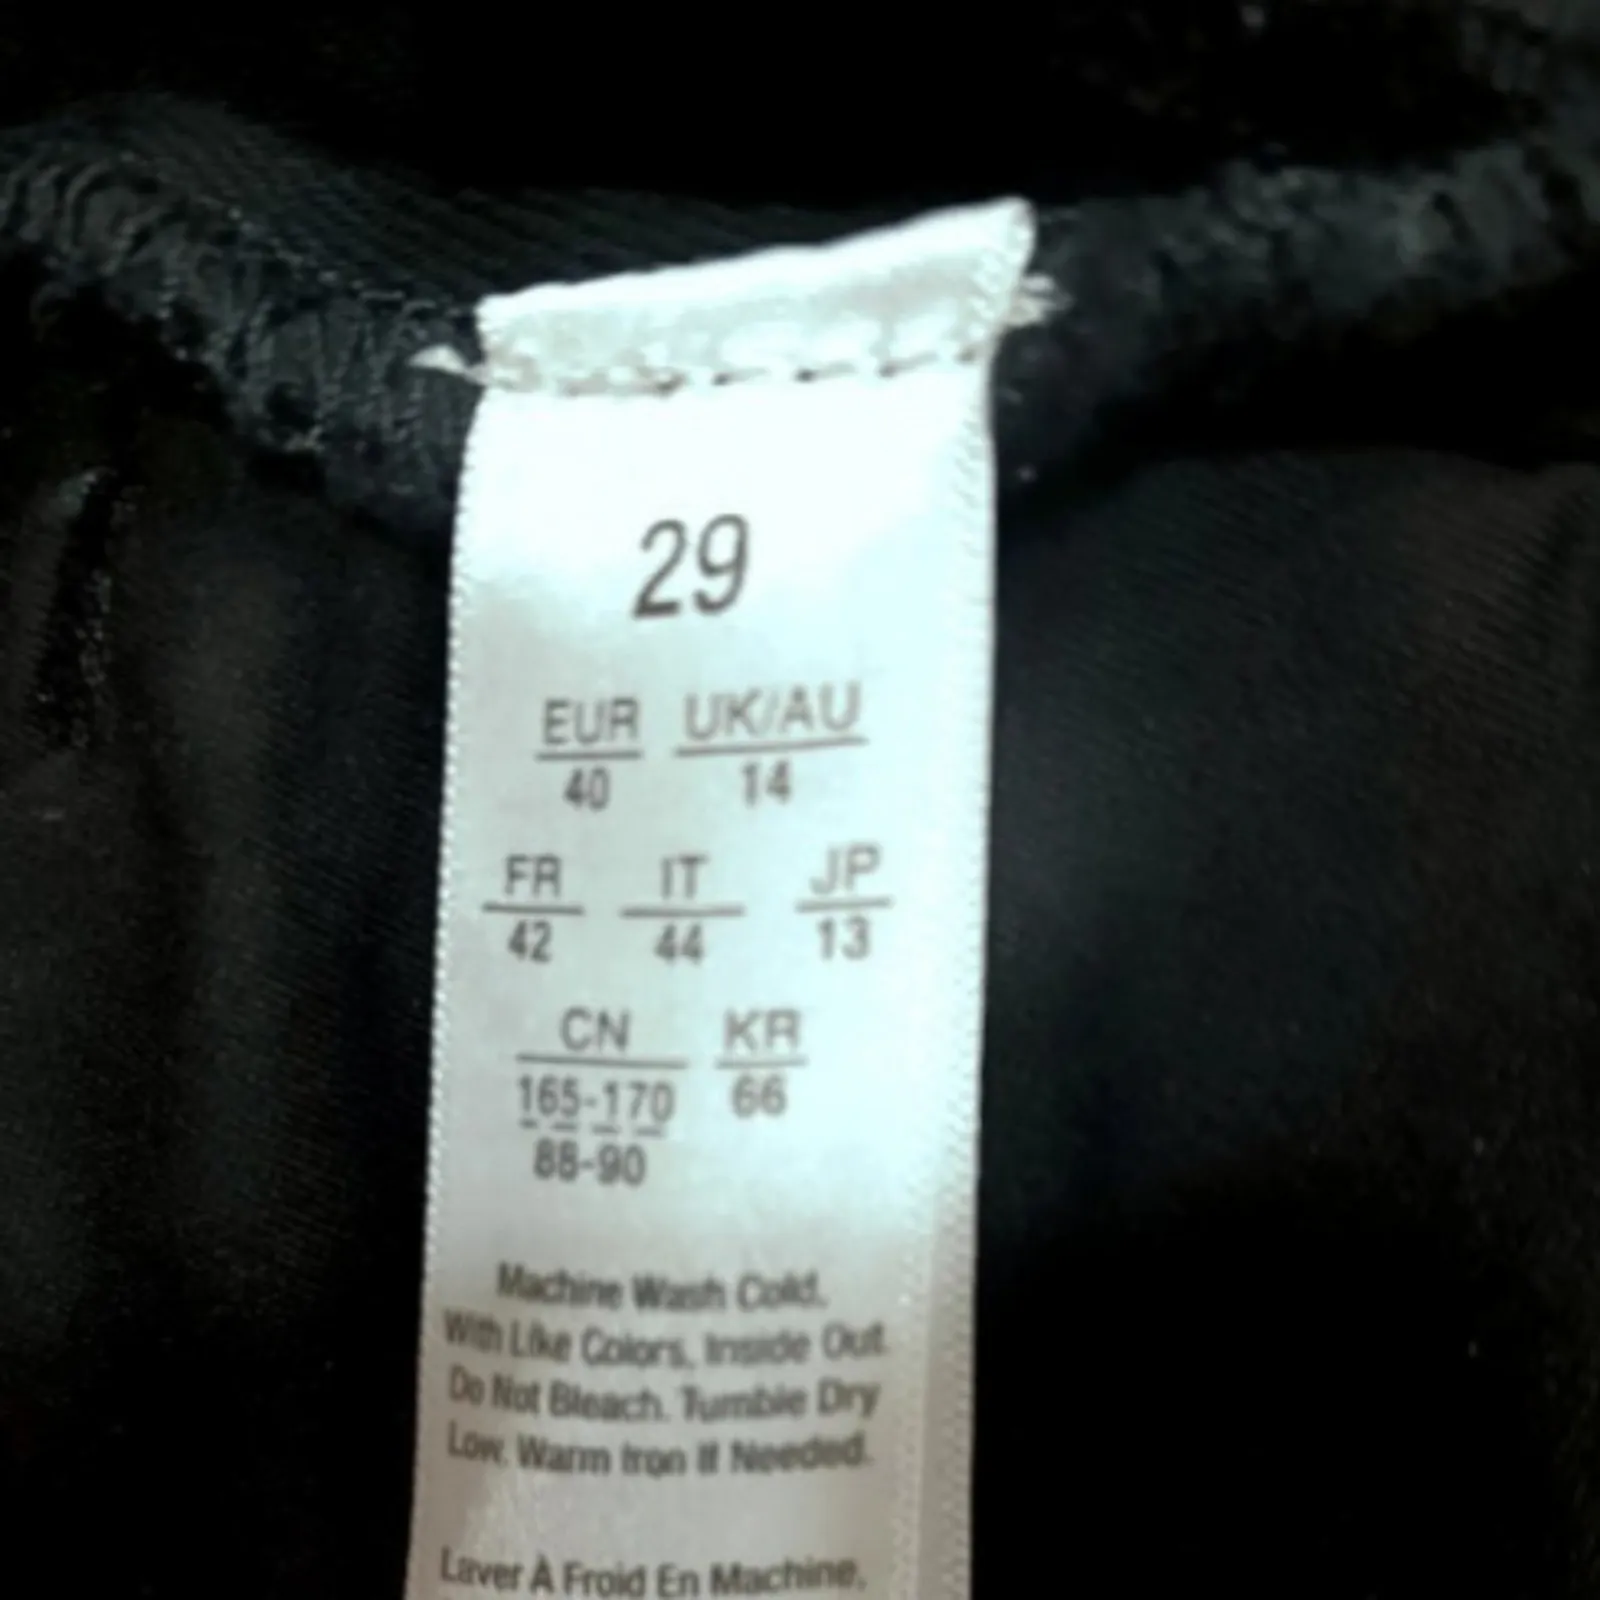 29
EUR UK/AU
40 14
FR IT JP
42 44 13
CN KR
165-170 66
88-90
Machine Wash Cold,
With Like Colors, Inside Out.
Do Not Bleach. Tumble Dry
Low. Warm Iron If Needed.
Laver À Froid En Machine,